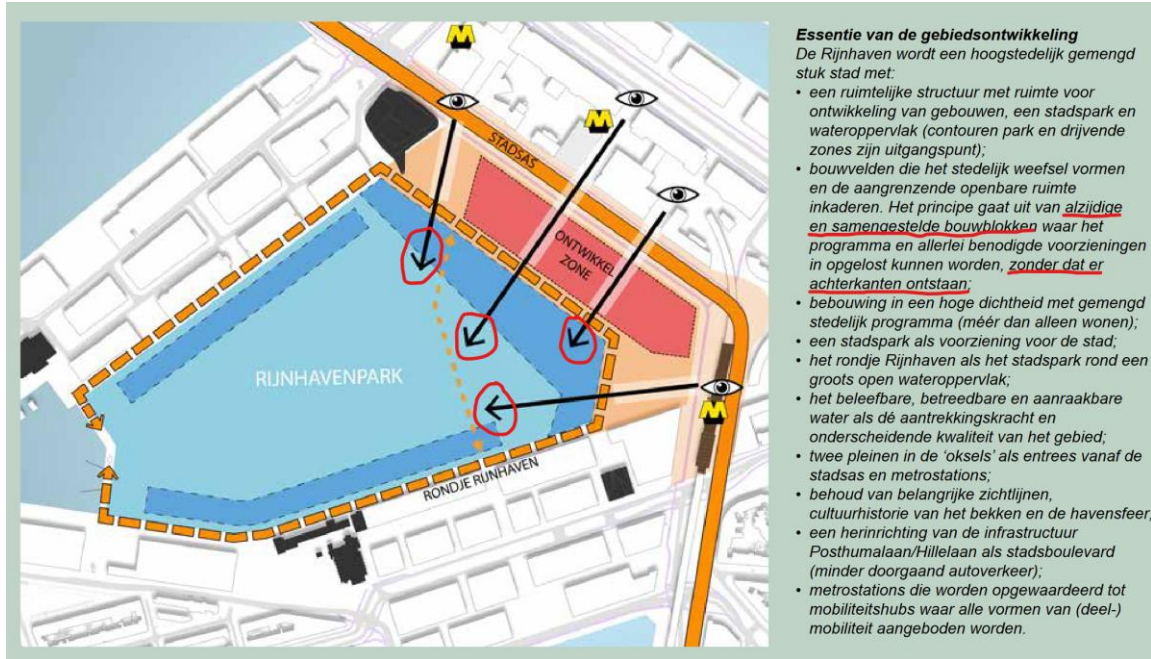 M
M
STADSAS
ONTWIKKEL
ZONE
RIJNHAVENPARK
M
RONDJE RIJNHAVEN
Essentie van de gebiedsontwikkeling
De Rijnhaven wordt een hoogstedelijk gemengd
stuk stad met:
• een ruimtelijke structuur met ruimte voor
ontwikkeling van gebouwen, een stadspark en
wateroppervlak (contouren park en drijvende
zones zijn uitgangspunt);
• bouwvelden die het stedelijk weefsel vormen
en de aangrenzende openbare ruimte
inkaderen. Het principe gaat uit van alzijdige
en samengestelde bouwblokken waar het
programma en allerlei benodigde voorzieningen
in opgelost kunnen worden, zonder dat er
achterkanten ontstaan;
• bebouwing in een hoge dichtheid met gemengd
stedelijk programma (méér dan alleen wonen);
• een stadspark als voorziening voor de stad;
• het rondje Rijnhaven als het stadspark rond een
groots open wateroppervlak;
• het beleefbare, betreedbare en aanraakbare
water als dé aantrekkingskracht en
onderscheidende kwaliteit van het gebied;
• twee pleinen in de ‘oksels’ als entrees vanaf de
stadsas en metrostations;
• behoud van belangrijke zichtlijnen,
cultuurhistorie van het bekken en de havensfeer;
• een herinrichting van de infrastructuur
Posthumalaan/Hillelaan als stadsboulevard
(minder doorgaand autoverkeer);
• metrostations die worden opgewaardeerd tot
mobiliteitshubs waar alle vormen van (deel-)
mobiliteit aangeboden worden.